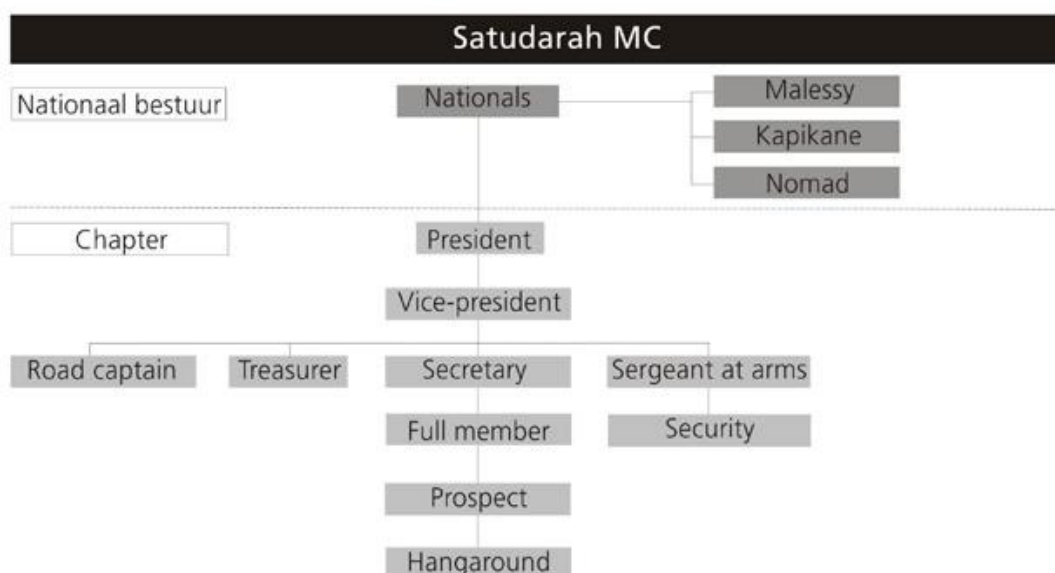 Satudarah MC
Nationaal bestuur
Nationals
Malessy
Kapikane
Nomad
Chapter
President
Vice-president
Road captain
Treasurer
Secretary
Sergeant at arms
Full member
Security
Prospect
Hangaround